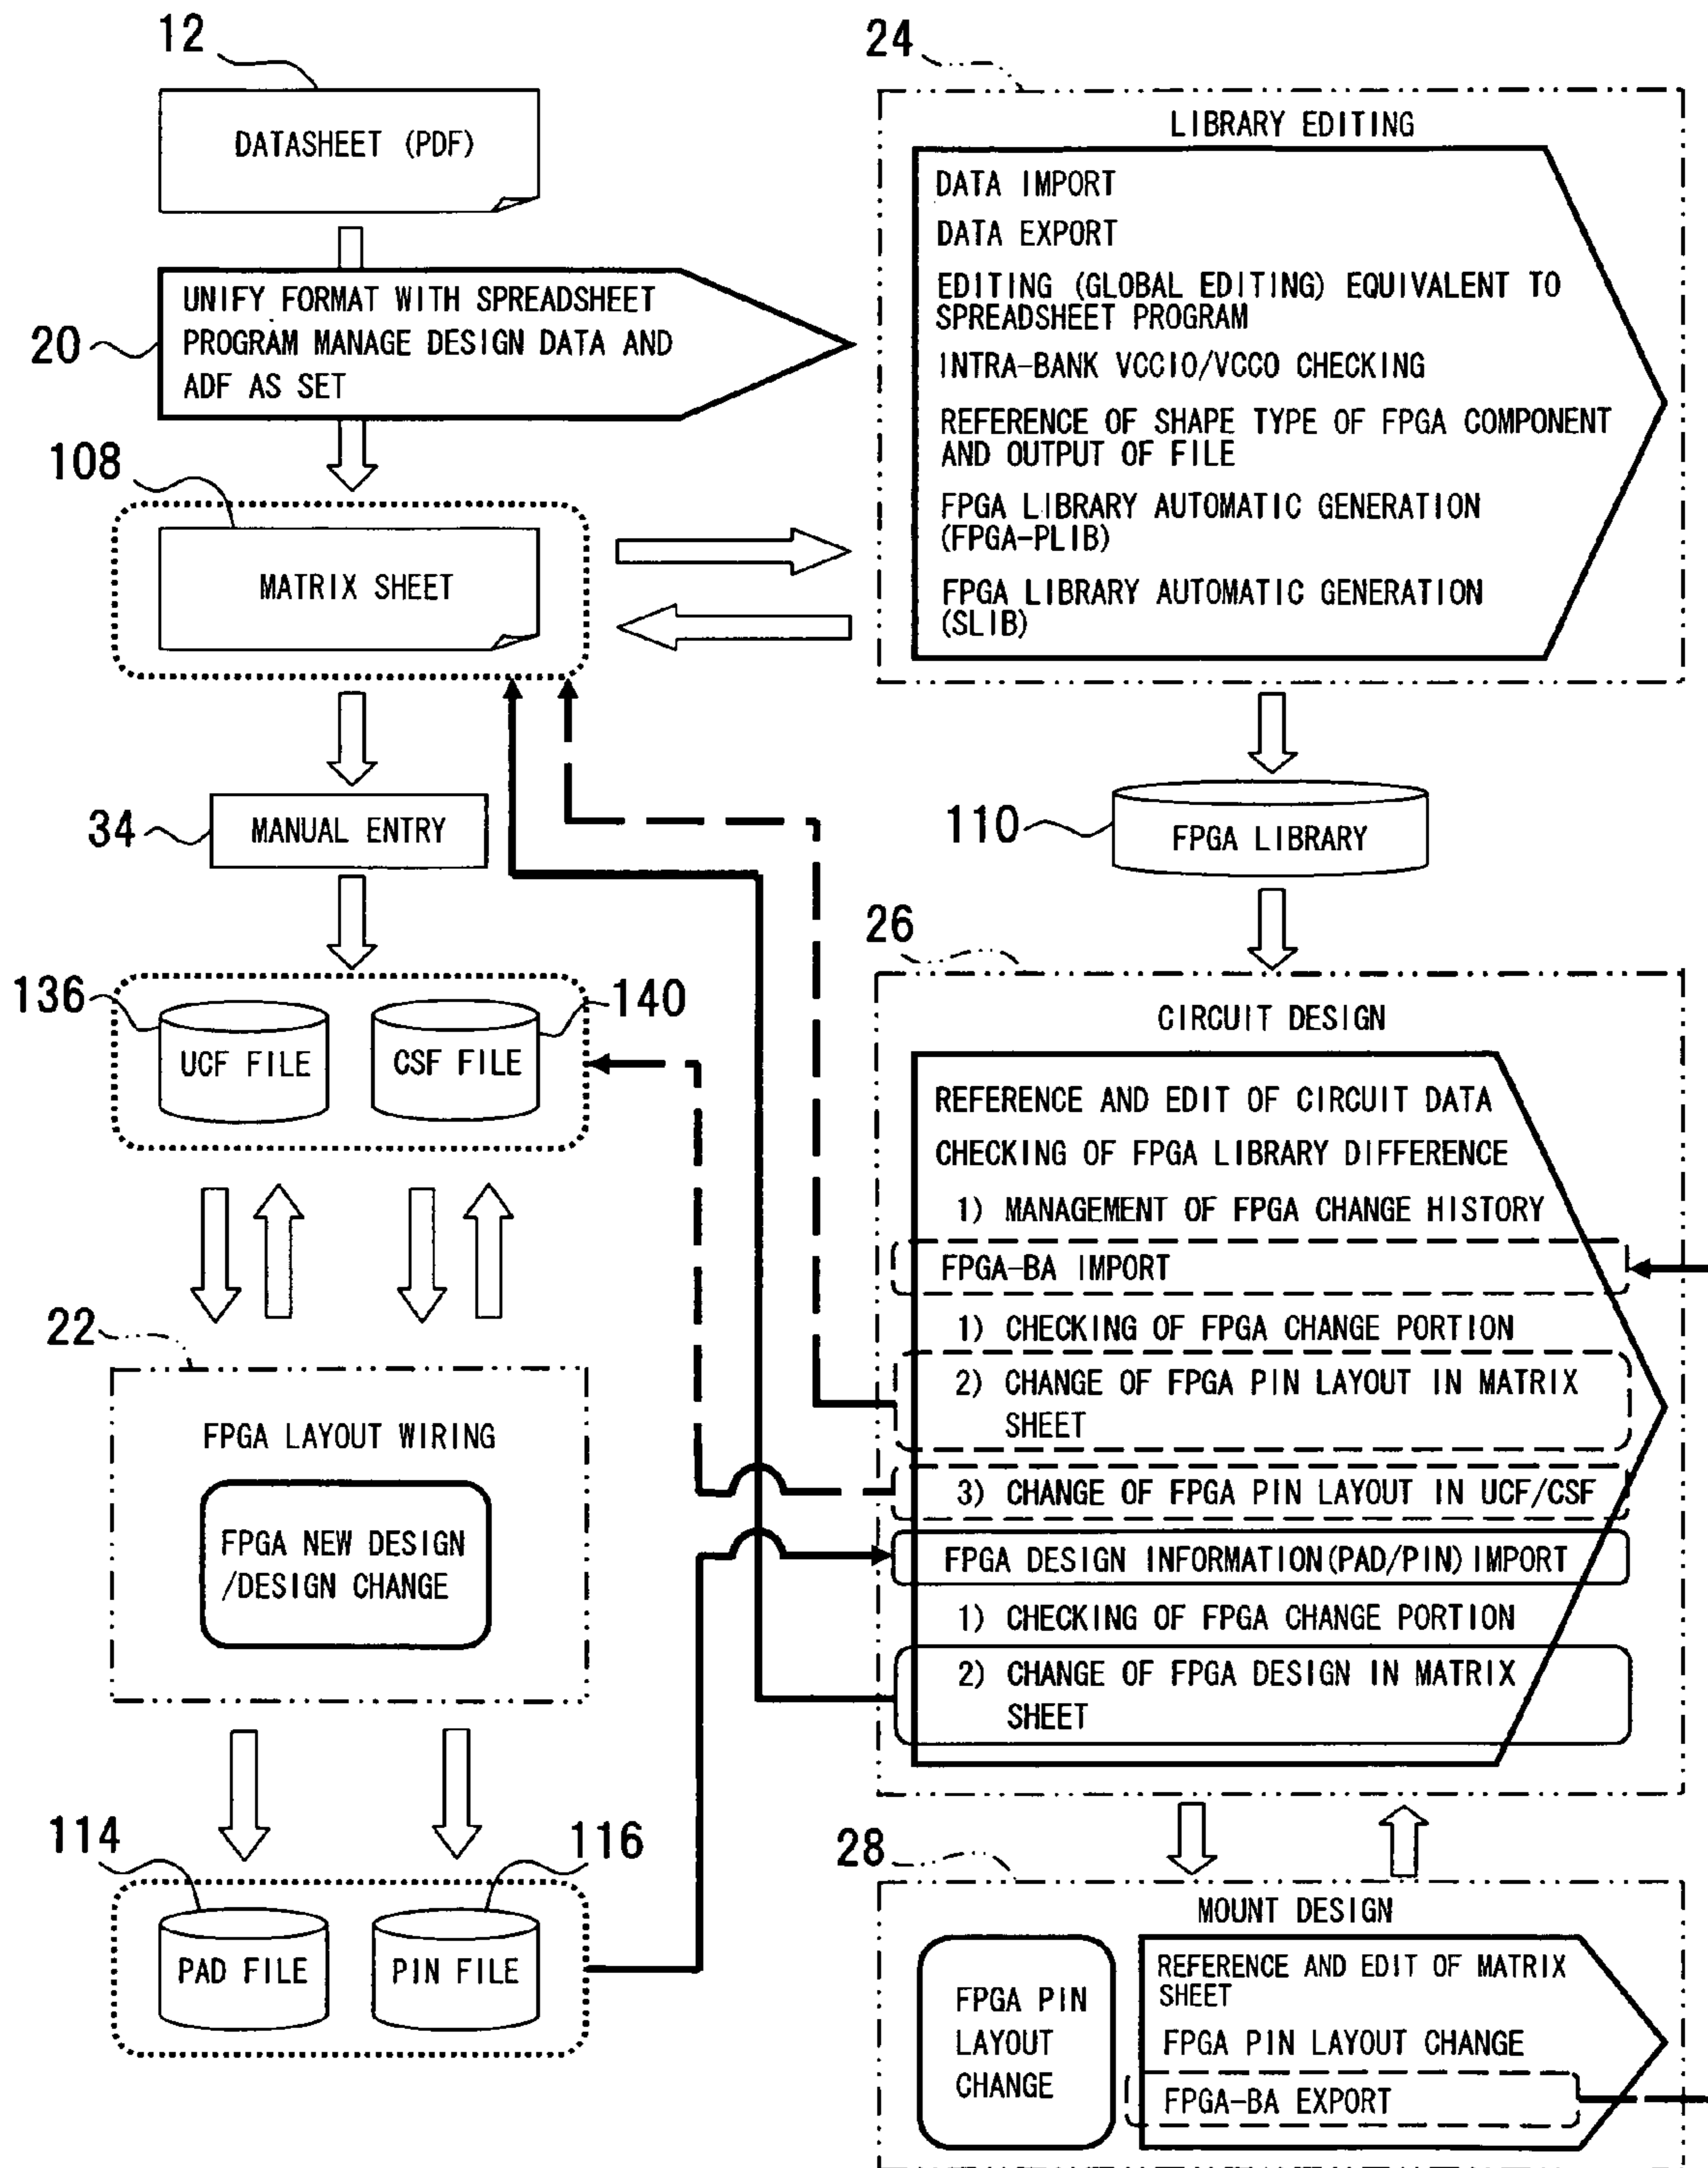 12
DATASHEET (PDF)
20
UNIFY FORMAT WITH SPREADSHEET
PROGRAM MANAGE DESIGN DATA AND
ADF AS SET
108
MATRIX SHEET
34
MANUAL ENTRY
136
UCF FILE
140
CSF FILE
22
FPGA LAYOUT WIRING
FPGA NEW DESIGN
/DESIGN CHANGE
114
PAD FILE
116
PIN FILE
24
LIBRARY EDITING
DATA IMPORT
DATA EXPORT
EDITING (GLOBAL EDITING) EQUIVALENT TO
SPREADSHEET PROGRAM
INTRA-BANK VCCIO/VCCO CHECKING
REFERENCE OF SHAPE TYPE OF FPGA COMPONENT
AND OUTPUT OF FILE
FPGA LIBRARY AUTOMATIC GENERATION
(FPGA-PLIB)
FPGA LIBRARY AUTOMATIC GENERATION
(SLIB)
110
FPGA LIBRARY
26
CIRCUIT DESIGN
REFERENCE AND EDIT OF CIRCUIT DATA
CHECKING OF FPGA LIBRARY DIFFERENCE
1) MANAGEMENT OF FPGA CHANGE HISTORY
FPGA-BA IMPORT
1) CHECKING OF FPGA CHANGE PORTION
2) CHANGE OF FPGA PIN LAYOUT IN MATRIX
SHEET
3) CHANGE OF FPGA PIN LAYOUT IN UCF/CSF
FPGA DESIGN INFORMATION(PAD/PIN) IMPORT
1) CHECKING OF FPGA CHANGE PORTION
2) CHANGE OF FPGA DESIGN IN MATRIX
SHEET
28
MOUNT DESIGN
FPGA PIN
LAYOUT
CHANGE
REFERENCE AND EDIT OF MATRIX
SHEET
FPGA PIN LAYOUT CHANGE
FPGA-BA EXPORT